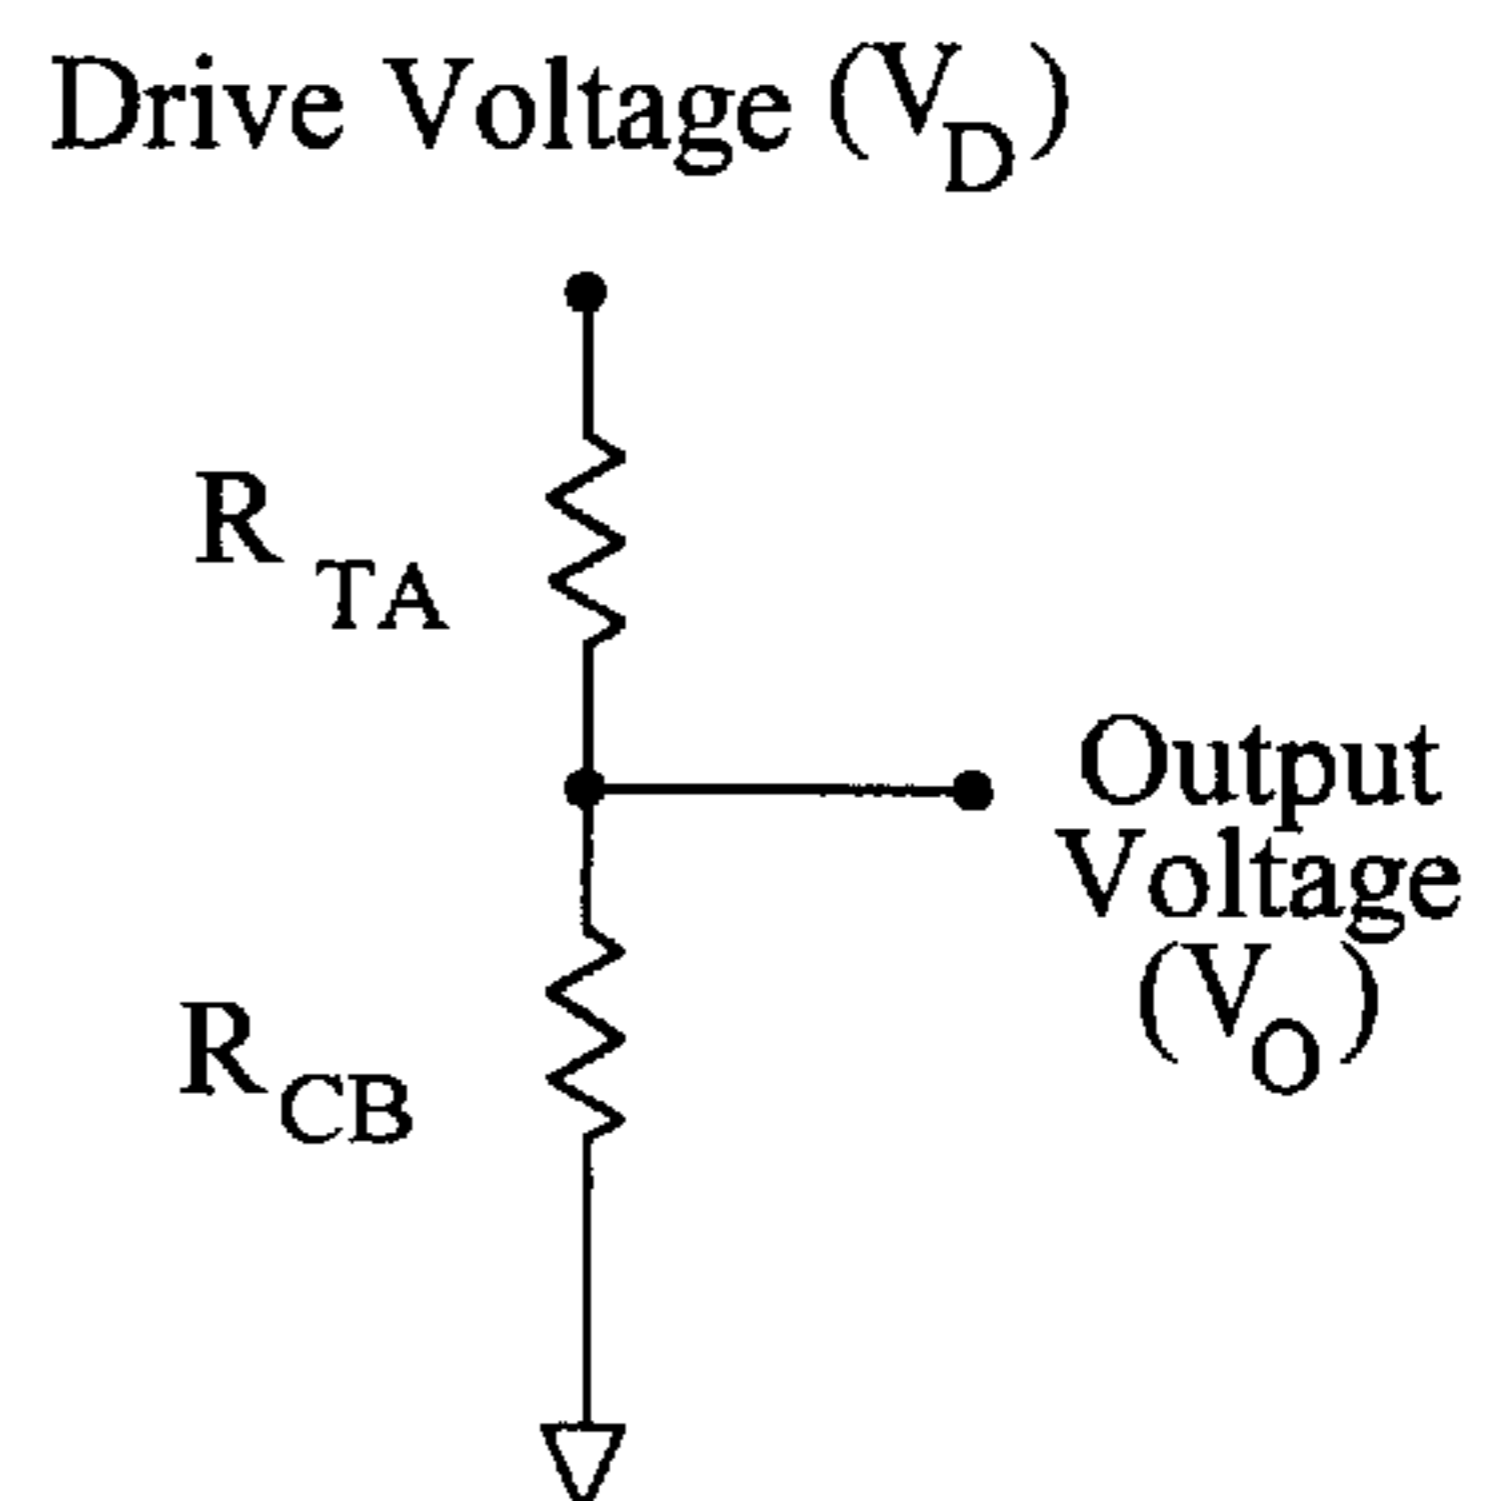 Drive Voltage (V_D)
R_TA
Output
Voltage
(V_O)
R_CB